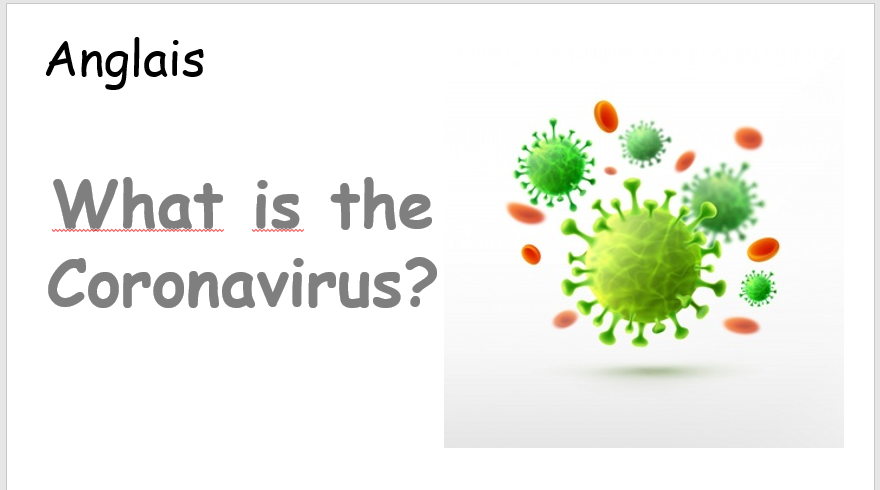 Anglais
What is the
Coronavirus?